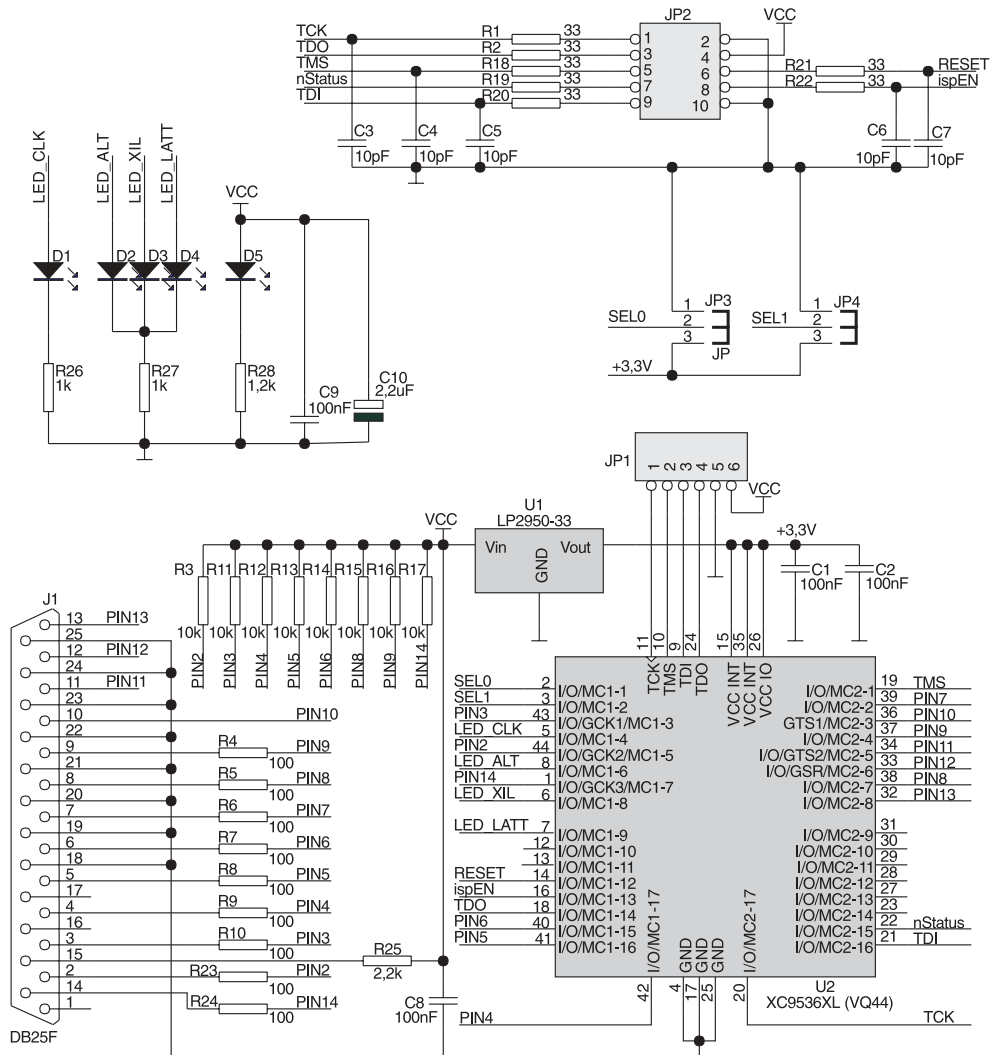 JP2
VCC
TCK R1 33 1 2
TDO R2 33 3 4
TMS R18 33 5 6 R21 33 RESET
nStatus R19 33 7 8 R22 33 ispEN
TDI R20 33 9 10
C3 C4 C5 C6 C7
10pF 10pF 10pF 10pF 10pF
LED_CLK
LED_ALT
LED_XIL
LED_LATT
VCC
D1 D2 D3 D4 D5
R26 R27 R28
1k 1k 1,2k
C9
100nF
C10
2,2uF
JP3
SEL0 1 2 3
JP
JP4
SEL1 1 2 3
+3,3V
JP1
1 2 3 4 5 6
VCC
U1
LP2950-33
Vin Vout
GND
VCC
+3,3V
C1
100nF
C2
100nF
R3 R11 R12 R13 R14 R15 R16 R17
10k 10k 10k 10k 10k 10k 10k 10k
PIN2 PIN3 PIN4 PIN5 PIN6 PIN8 PIN9 PIN14
J1
13 PIN13
25
12 PIN12
24
11 PIN11
23
10 PIN10
22
9 R4 100 PIN9
21
8 R5 100 PIN8
20
7 R6 100 PIN7
19
6 R7 100 PIN6
18
5 R8 100 PIN5
17
4 R9 100 PIN4
16
3 R10 100 PIN3
15 R25 2,2k
2 R23 100 PIN2
14 R24 100 PIN14
1
DB25F
C8
100nF
11 10 9 24 15 35 26
TCK TMS TDI TDO VCC INT VCC INT VCC IO
SEL0 2 I/O/MC1-1
SEL1 3 I/O/MC1-2
PIN3 43 I/O/GCK1/MC1-3
LED_CLK 5 I/O/MC1-4
PIN2 44 I/O/GCK2/MC1-5
LED_ALT 8 I/O/MC1-6
PIN14 1 I/O/GCK3/MC1-7
LED_XIL 6 I/O/MC1-8
LED_LATT 7 I/O/MC1-9
12 I/O/MC1-10
13 I/O/MC1-11
RESET 14 I/O/MC1-12
ispEN 16 I/O/MC1-13
TDO 18 I/O/MC1-14
PIN6 40 I/O/MC1-15
PIN5 41 I/O/MC1-16
I/O/MC2-1 19 TMS
I/O/MC2-2 39 PIN7
GTS1/MC2-3 36 PIN10
I/O/MC2-4 37 PIN9
I/O/GTS2/MC2-5 34 PIN11
I/O/GSR/MC2-6 33 PIN12
I/O/MC2-7 38 PIN8
I/O/MC2-8 32 PIN13
I/O/MC2-9 31
I/O/MC2-10 30
I/O/MC2-11 29
I/O/MC2-12 28
I/O/MC2-13 27
I/O/MC2-14 23
I/O/MC2-15 22 nStatus
I/O/MC2-16 21 TDI
I/O/MC1-17 GND GND GND I/O/MC2-17
42 4 17 25 20
U2
XC9536XL (VQ44)
PIN4
TCK